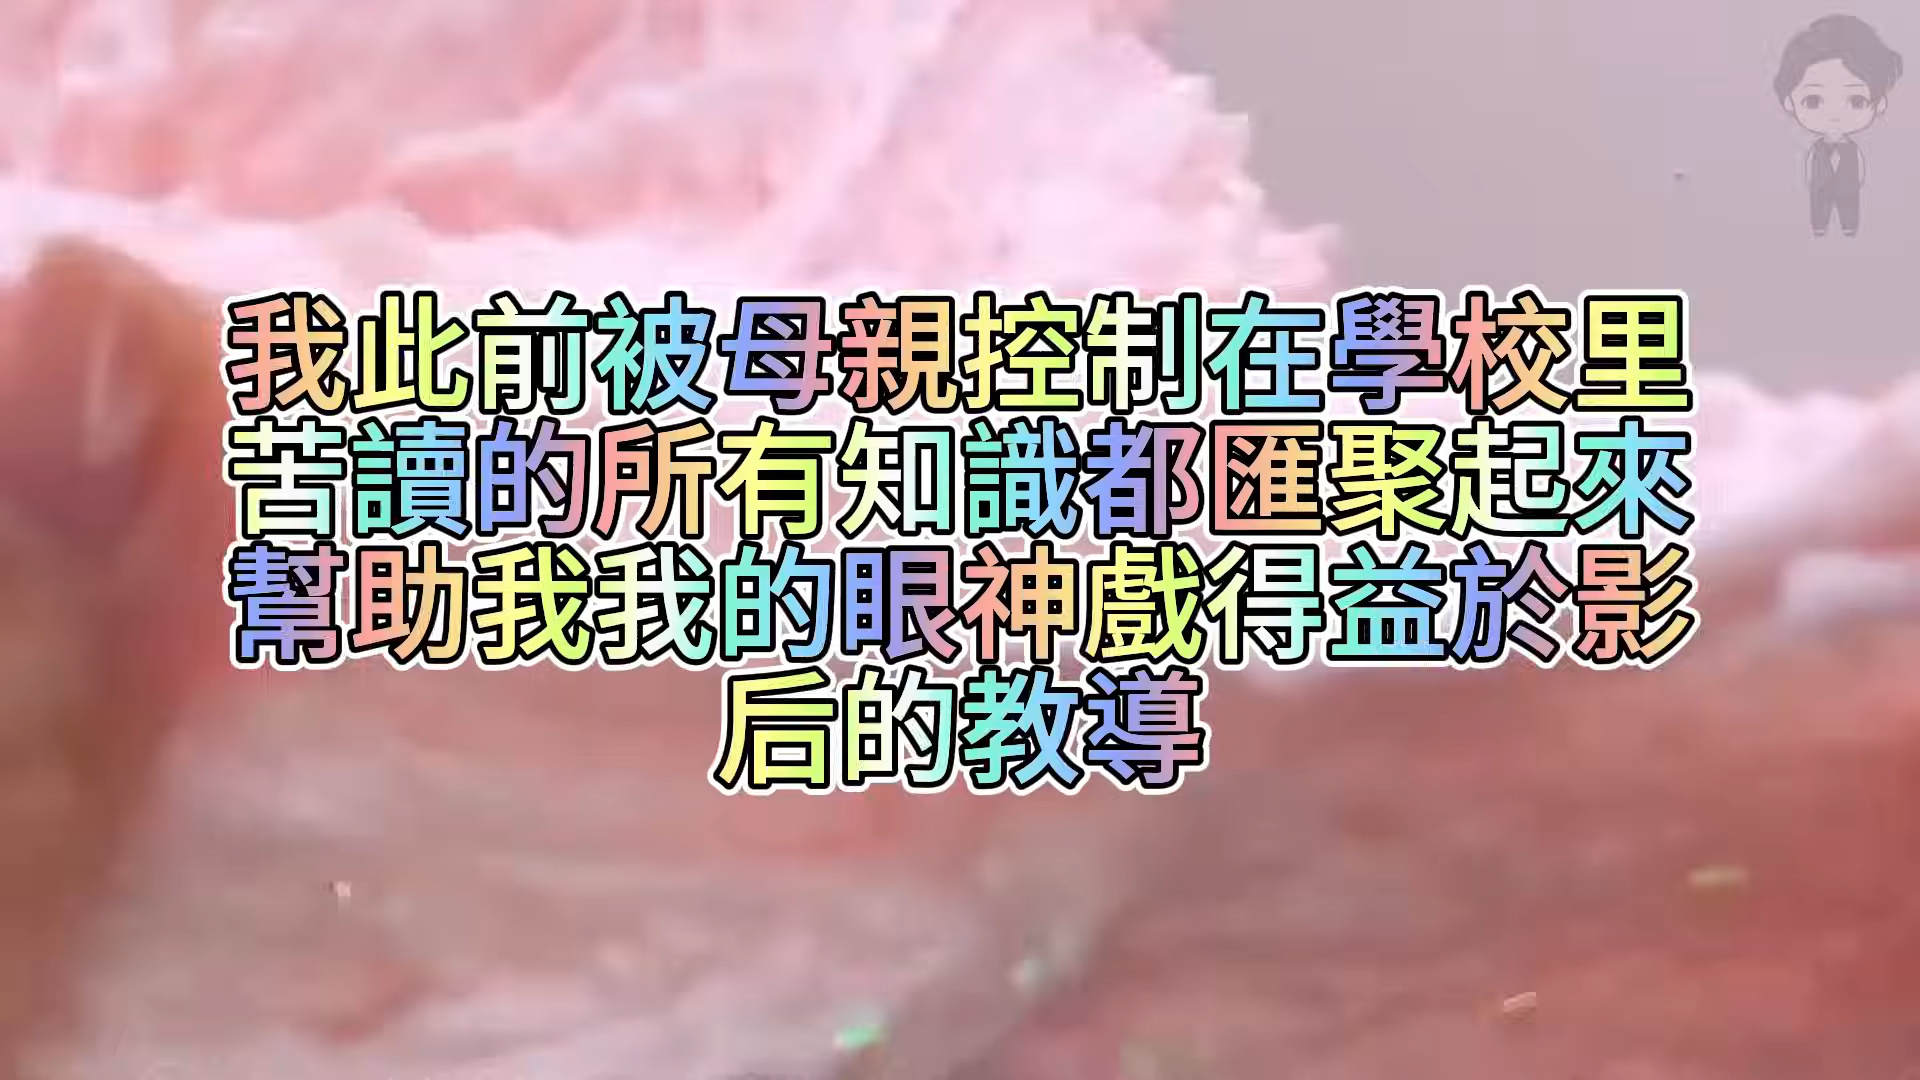 我此前被母親控制在學校里
苦讀的所有知識都匯聚起來
幫助我我的眼神戲得益於影
后的教導